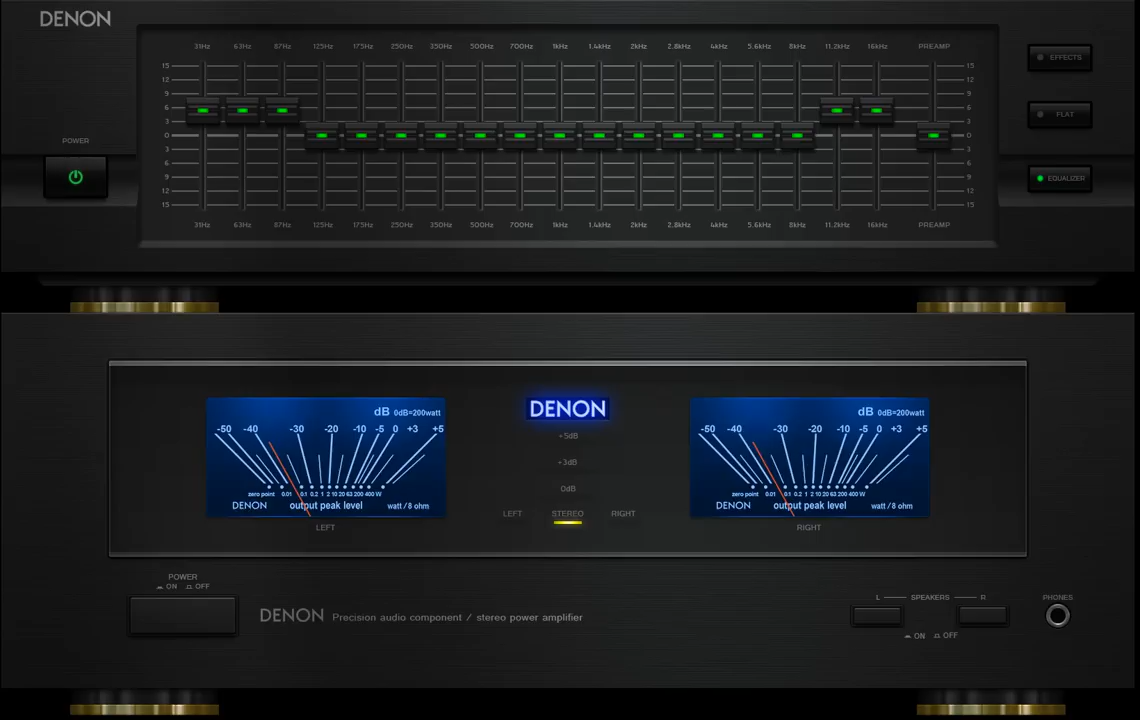 DENON
31Hz 63Hz 87Hz 125Hz 175Hz 250Hz 350Hz 500Hz 700Hz 1kHz 1.4kHz 2kHz 2.8kHz 4kHz 5.6kHz 8kHz 11.2kHz 16kHz PREAMP
15 15
12 12
9 9
6 6
3 3
0 0
3 3
6 6
9 9
12 12
15 15
31Hz 63Hz 87Hz 125Hz 175Hz 250Hz 350Hz 500Hz 700Hz 1kHz 1.4kHz 2kHz 2.8kHz 4kHz 5.6kHz 8kHz 11.2kHz 16kHz PREAMP
POWER
EFFECTS
FLAT
EQUALIZER
dB 0dB=200watt
-50 -40 -30 -20 -10 -5 0 +3 +5
zero point 0.01 0.1 0.2 1 2 10 20 63 200 400 W
DENON output peak level watt/8 ohm
LEFT
DENON
+5dB
+3dB
0dB
LEFT STEREO RIGHT
dB 0dB=200watt
-50 -40 -30 -20 -10 -5 0 +3 +5
zero point 0.01 0.1 0.2 1 2 10 20 63 200 400 W
DENON output peak level watt/8 ohm
RIGHT
POWER
ON OFF
DENON Precision audio component / stereo power amplifier
L SPEAKERS R
ON OFF
PHONES